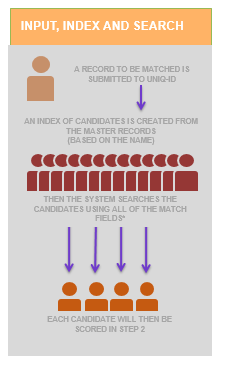 INPUT, INDEX AND SEARCH
A RECORD TO BE MATCHED IS
SUBMITTED TO UNIQ-ID
AN INDEX OF CANDIDATES IS CREATED FROM
THE MASTER RECORDS
(BASED ON THE NAME)
THEN THE SYSTEM SEARCHES THE
CANDIDATES USING ALL OF THE MATCH
FIELDS*
EACH CANDIDATE WILL THEN BE
SCORED IN STEP 2